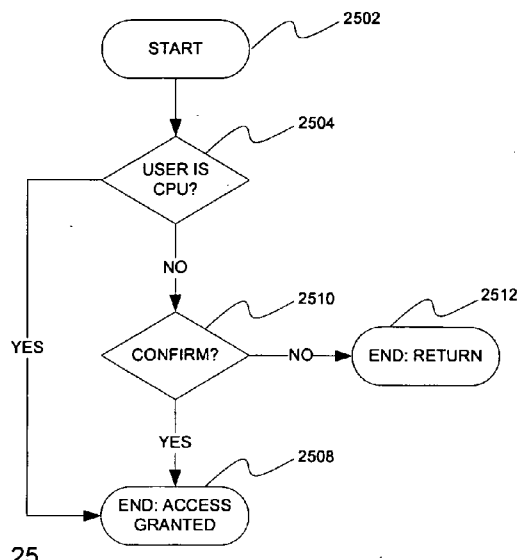 START
2502
USER IS
CPU?
2504
NO
YES
CONFIRM?
2510
NO
END: RETURN
2512
YES
END: ACCESS
GRANTED
2508
25